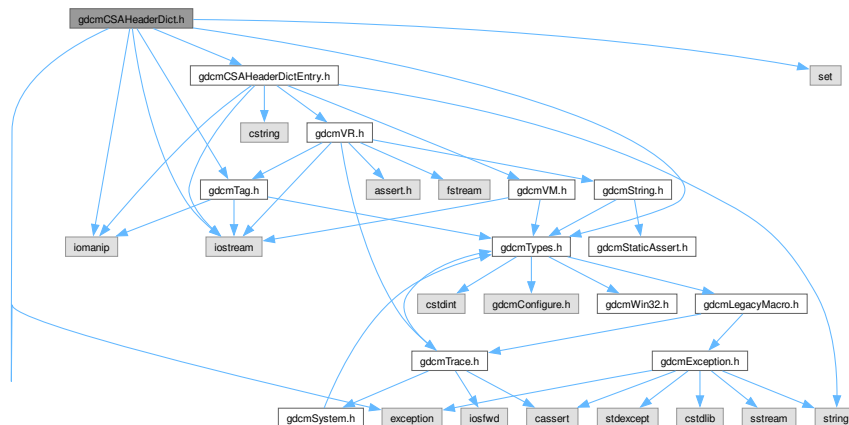 gdcmCSAHeaderDict.h
gdcmCSAHeaderDictEntry.h
set
cstring
gdcmVR.h
gdcmTag.h
assert.h
fstream
gdcmVM.h
gdcmString.h
iomanip
iostream
gdcmTypes.h
gdcmStaticAssert.h
cstdint
gdcmConfigure.h
gdcmWin32.h
gdcmLegacyMacro.h
gdcmTrace.h
gdcmException.h
gdcmSystem.h
exception
iosfwd
cassert
stdexcept
cstdlib
sstream
string